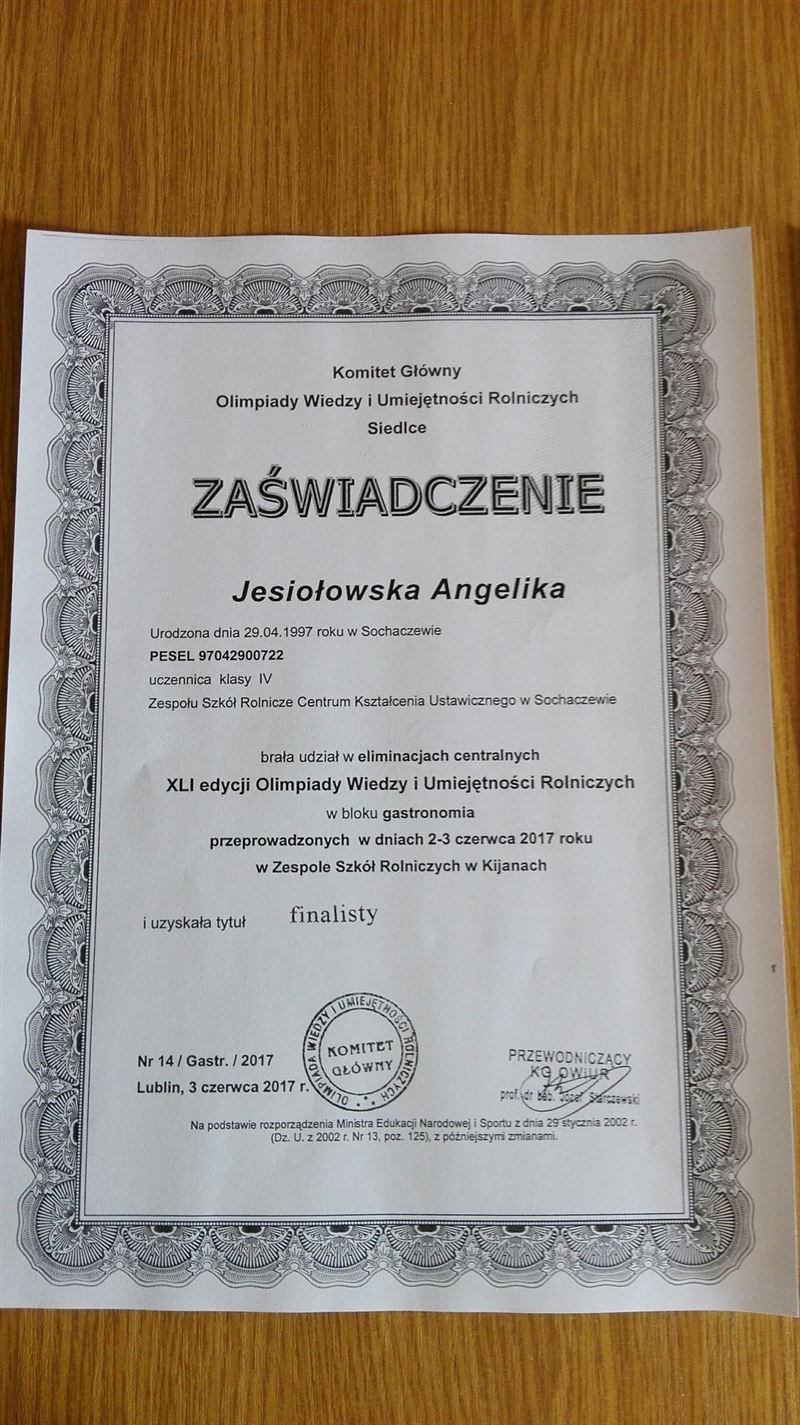 Komitet Główny
Olimpiady Wiedzy i Umiejętności Rolniczych
Siedlce
ZAŚWIADCZENIE
Jesiołowska Angelika
Urodzona dnia 29.04.1997 roku w Sochaczewie
PESEL 97042900722
uczennica klasy IV
Zespołu Szkół Rolnicze Centrum Kształcenia Ustawicznego w Sochaczewie
brała udział w eliminacjach centralnych
XLI edycji Olimpiady Wiedzy i Umiejętności Rolniczych
w bloku gastronomia
przeprowadzonych w dniach 2-3 czerwca 2017 roku
w Zespole Szkół Rolniczych w Kijanach
i uzyskała tytuł finalisty
OLIMPIADA WIEDZY I UMIEJĘTNOŚCI ROLNICZYCH
KOMITET
GŁÓWNY
Nr 14 / Gastr. / 2017
Lublin, 3 czerwca 2017 r.
PRZEWODNICZĄCY
KG OWiUR
prof. dr hab. Józef
Na podstawie rozporządzenia Ministra Edukacji Narodowej i Sportu z dnia 29 stycznia 2002 r.
(Dz. U. z 2002 r. Nr 13, poz. 125), z późniejszymi zmianami.